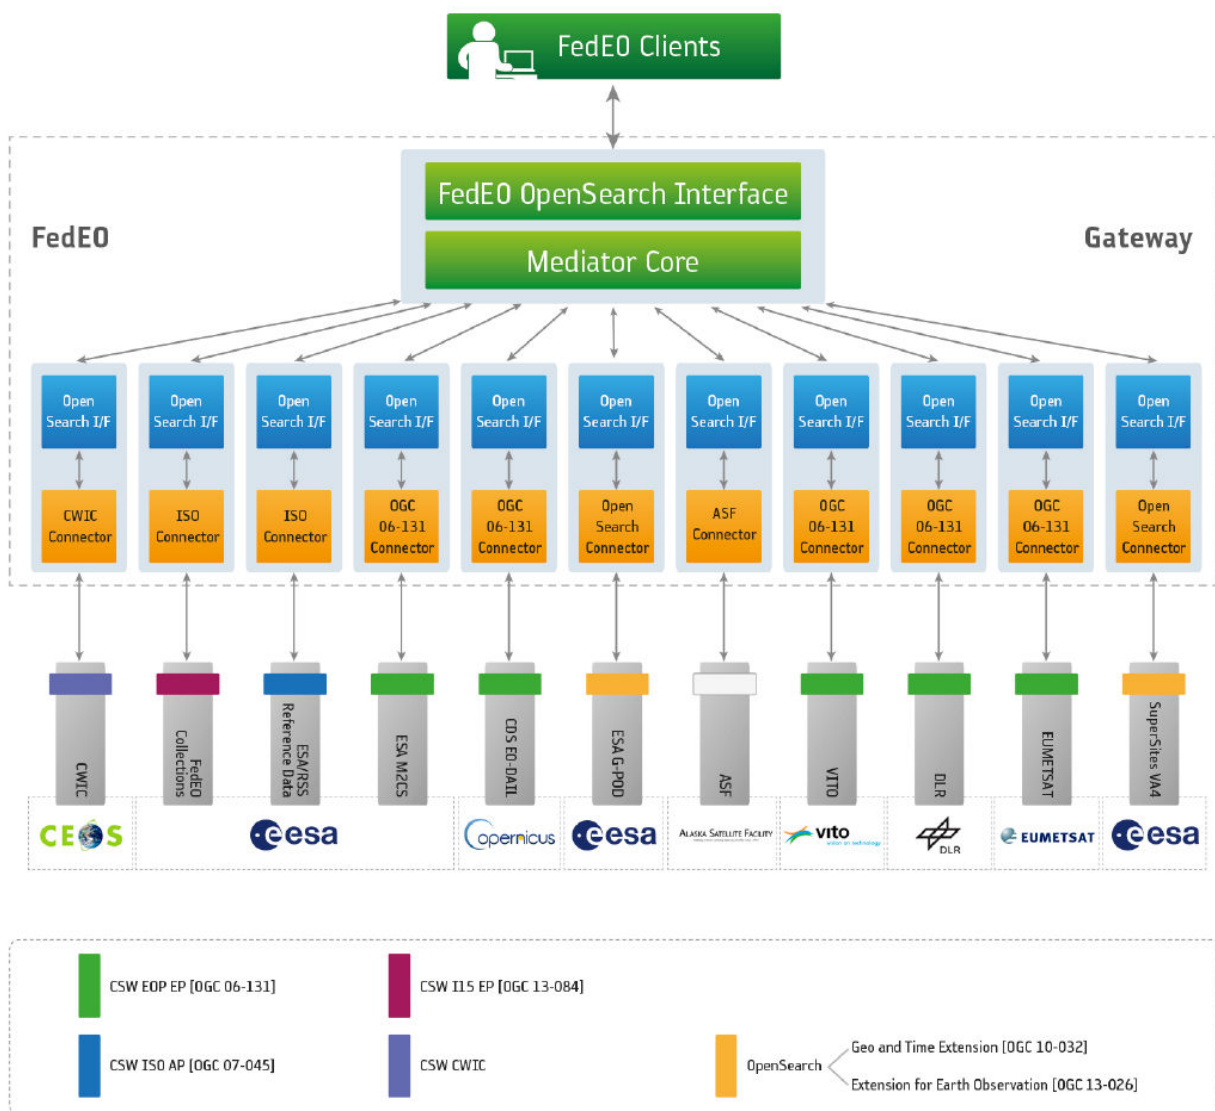 FedEO Clients
FedEO OpenSearch Interface
FedEO
Gateway
Mediator Core
Open
Search I/F
Open
Search I/F
Open
Search I/F
Open
Search I/F
Open
Search I/F
Open
Search I/F
Open
Search I/F
Open
Search I/F
Open
Search I/F
Open
Search I/F
Open
Search I/F
CWIC
Connector
ISO
Connector
ISO
Connector
OGC
06-131
Connector
OGC
06-131
Connector
Open
Search
Connector
ASF
Connector
OGC
06-131
Connector
OGC
06-131
Connector
OGC
06-131
Connector
Open
Search
Connector
CWIC
FedEO
Collections
ESA/RSS
Reference Data
ESA M2CS
CDS EO-DAIL
ESA G-POD
ASF
VITO
DLR
EUMETSAT
SuperSites VA4
CEOS
esa
opernicus
esa
ALASKA SATELLITE FACILITY
vito
vision on technology
DLR
EUMETSAT
esa
CSW EOP EP [OGC 06-131]
CSW I15 EP [OGC 13-084]
CSW ISO AP [OGC 07-045]
CSW CWIC
OpenSearch
Geo and Time Extension [OGC 10-032]
Extension for Earth Observation [OGC 13-026]